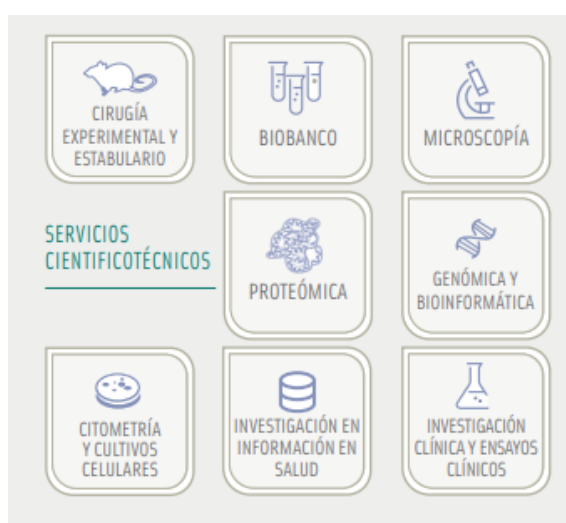 CIRUGÍA
EXPERIMENTAL Y
ESTABULARIO
BIOBANCO
MICROSCOPÍA
SERVICIOS
CIENTIFICOTÉCNICOS
PROTEÓMICA
GENÓMICA Y
BIOINFORMÁTICA
CITOMETRÍA
Y CULTIVOS
CELULARES
INVESTIGACIÓN EN
INFORMACIÓN EN
SALUD
INVESTIGACIÓN
CLÍNICA Y ENSAYOS
CLÍNICOS